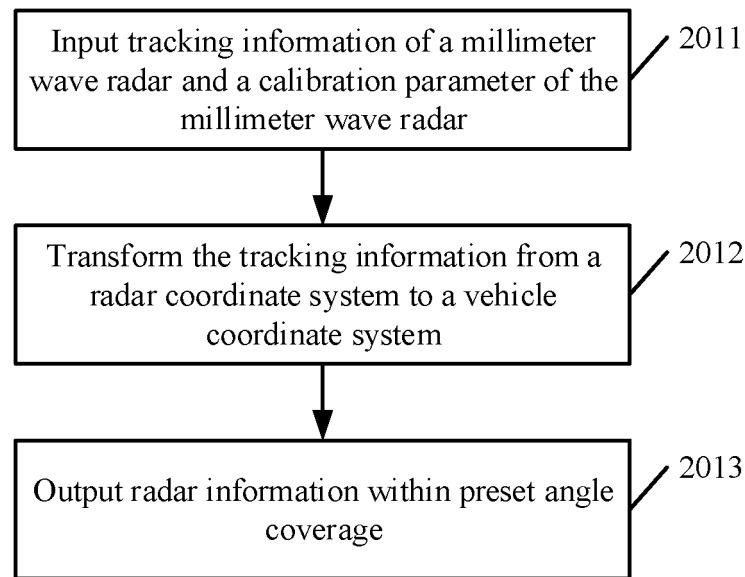 Input tracking information of a millimeter
wave radar and a calibration parameter of the
millimeter wave radar
2011
Transform the tracking information from a
radar coordinate system to a vehicle
coordinate system
2012
Output radar information within preset angle
coverage
2013